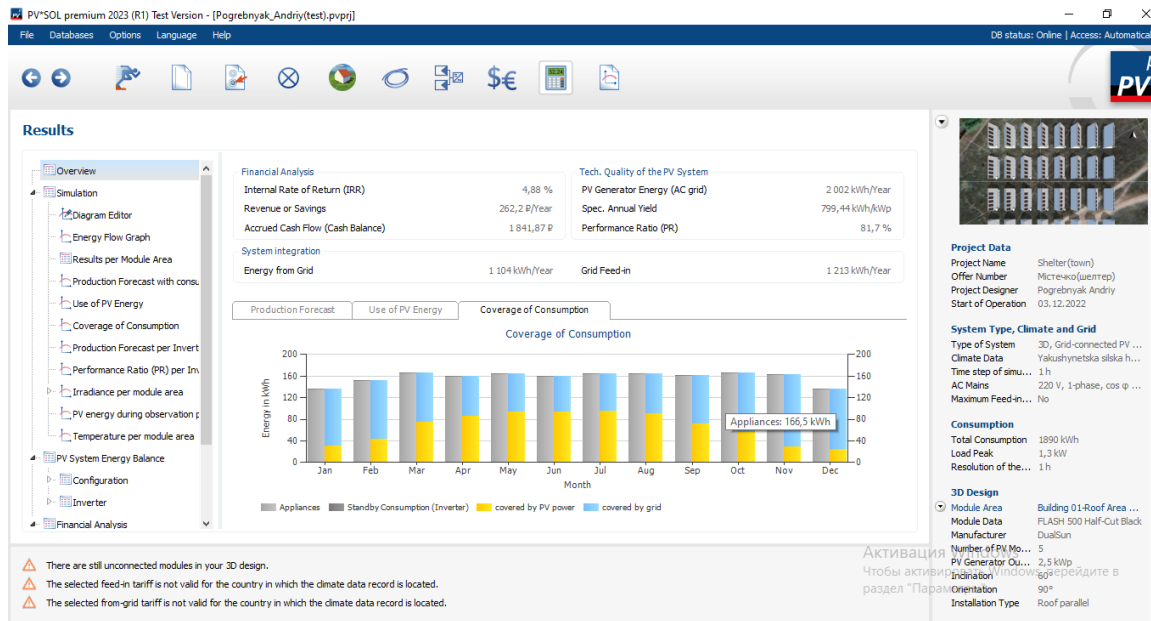 PV*SOL premium 2023 (R1) Test Version - [Pogrebnyak_Andriy(test).pvprj]
File Databases Options Language Help
DB status: Online | Access: Automatical
PV
Results
Overview
Simulation
Diagram Editor
Energy Flow Graph
Results per Module Area
Production Forecast with consu
Use of PV Energy
Coverage of Consumption
Production Forecast per Invert
Performance Ratio (PR) per Inv
Irradiance per module area
PV energy during observation p
Temperature per module area
PV System Energy Balance
Configuration
Inverter
Financial Analysis
Financial Analysis
Internal Rate of Return (IRR) 4,88 %
Revenue or Savings 262,2 ₽/Year
Accrued Cash Flow (Cash Balance) 1 841,87 ₽
Tech. Quality of the PV System
PV Generator Energy (AC grid) 2 002 kWh/Year
Spec. Annual Yield 799,44 kWh/kWp
Performance Ratio (PR) 81,7 %
System integration
Energy from Grid 1 104 kWh/Year Grid Feed-in 1 213 kWh/Year
Production Forecast Use of PV Energy Coverage of Consumption
Coverage of Consumption
Energy in kWh
200 200
160 160
120 120
80 80
40 40
0 0
Appliances: 166,5 kWh
Jan Feb Mar Apr May Jun Jul Aug Sep Oct Nov Dec
Month
Appliances Standby Consumption (Inverter) covered by PV power covered by grid
Project Data
Project Name Shelter(town)
Offer Number Містечко(шелтер)
Project Designer Pogrebnyak Andriy
Start of Operation 03.12.2022
System Type, Climate and Grid
Type of System 3D, Grid-connected PV ...
Climate Data Yakushynetska silska h...
Time step of simu... 1 h
AC Mains 220 V, 1-phase, cos φ ...
Maximum Feed-in... No
Consumption
Total Consumption 1890 kWh
Load Peak 1,3 kW
Resolution of the... 1 h
3D Design
Module Area Building 01-Roof Area ...
Module Data FLASH 500 Half-Cut Black
Manufacturer DualSun
Number of PV Mo... 5
PV Generator Ou... 2,5 kWp
Inclination 60°
Orientation 90°
Installation Type Roof parallel
There are still unconnected modules in your 3D design.
The selected feed-in tariff is not valid for the country in which the climate data record is located.
The selected from-grid tariff is not valid for the country in which the climate data record is located.
Активация Windows
Чтобы активировать Windows, перейдите в
раздел "Парам